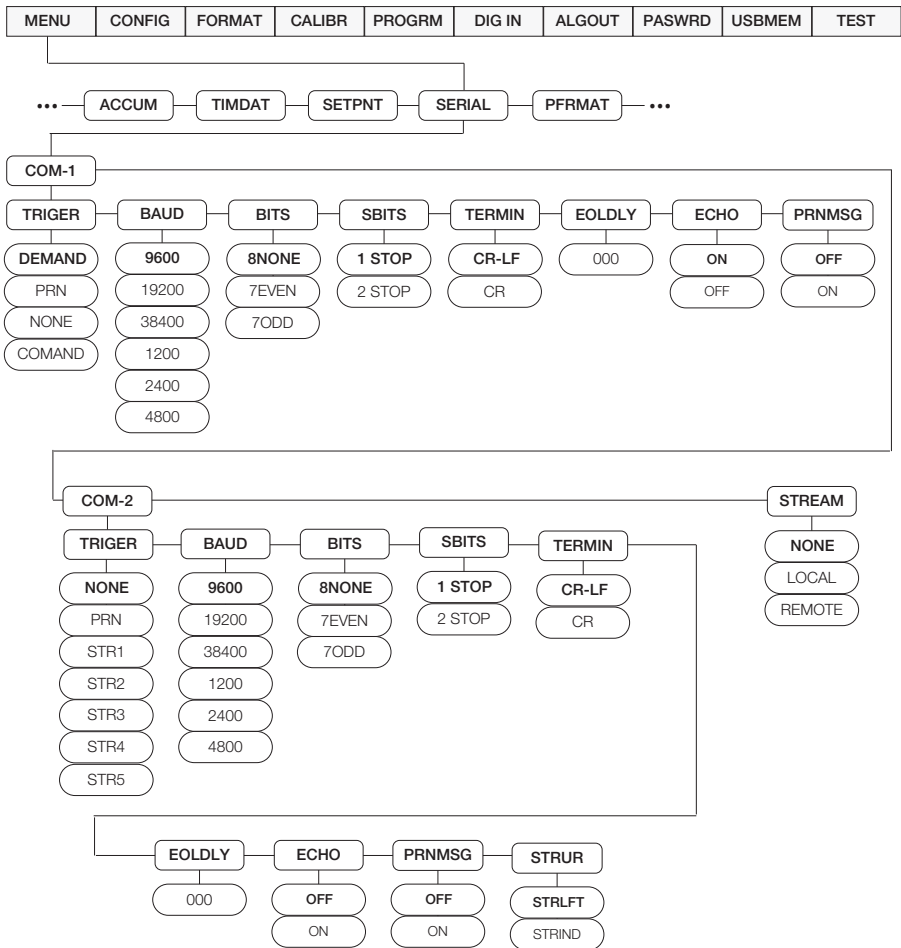 MENU CONFIG FORMAT CALIBR PROGRM DIG IN ALGOUT PASWRD USBMEM TEST
••• ACCUM TIMDAT SETPNT SERIAL PFRMAT •••
COM-1
TRIGER BAUD BITS SBITS TERMIN EOLDLY ECHO PRNMSG
DEMAND 9600 8NONE 1 STOP CR-LF 000 ON OFF
PRN 19200 7EVEN 2 STOP CR OFF ON
NONE 38400 7ODD
COMAND 1200
2400
4800
COM-2 STREAM
TRIGER BAUD BITS SBITS TERMIN NONE
NONE 9600 8NONE 1 STOP CR-LF LOCAL
PRN 19200 7EVEN 2 STOP CR REMOTE
STR1 38400 7ODD
STR2 1200
STR3 2400
STR4 4800
STR5
EOLDLY ECHO PRNMSG STRUR
000 OFF OFF STRLFT
ON ON STRIND